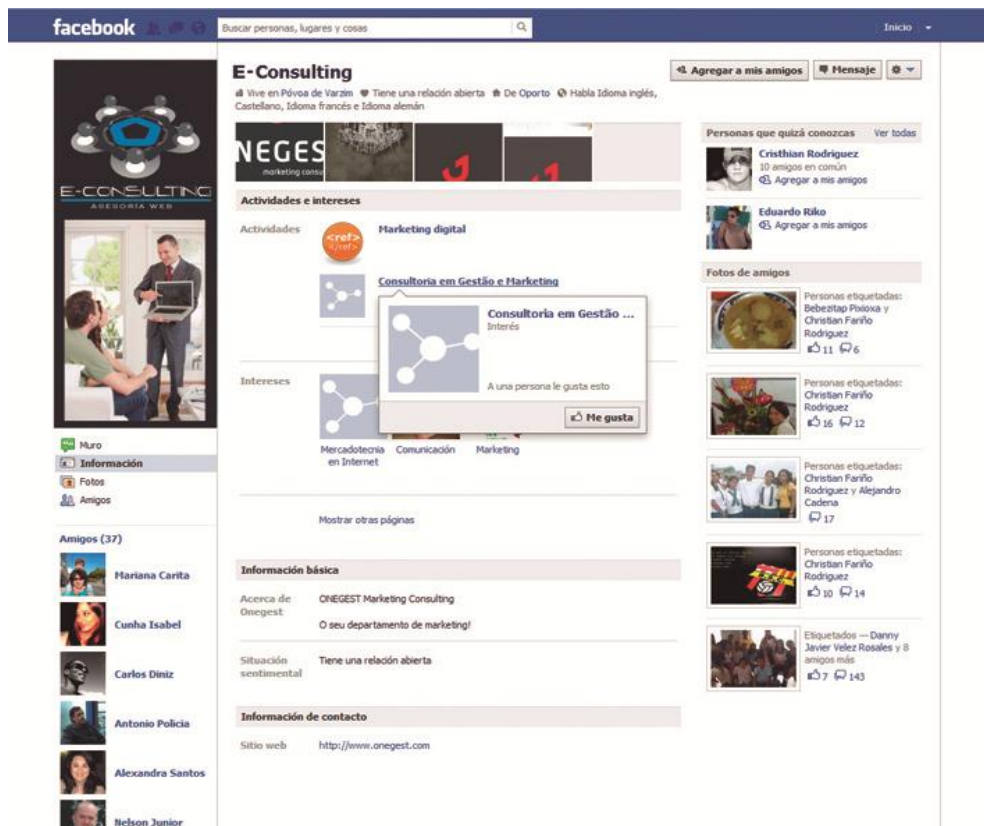 facebook
Buscar personas, lugares y cosas
Inicio
E-CONSULTING
ASESORÍA WEB
Muro
Información
Fotos
Amigos
Amigos (37)
Mariana Carita
Cunha Isabel
Carlos Diniz
Antonio Policia
Alexandra Santos
Nelson Junior
E-Consulting
Agregar a mis amigos
Mensaje
Vive en Póvoa de Varzim Tiene una relación abierta De Oporto Habla Idioma inglés,
Castellano, Idioma francés e Idioma alemán
NEGES
marketing consu
Actividades e intereses
Actividades
<ref>
</ref>
Marketing digital
Consultoria em Gestão e Marketing
Consultoria em Gestão ...
Interés
A una persona le gusta esto
Me gusta
Intereses
Mercadotecnia
en Internet
Comunicación
Marketing
Mostrar otras páginas
Información básica
Acerca de
Onegest
ONEGEST Marketing Consulting
O seu departamento de marketing!
Situación
sentimental
Tiene una relación abierta
Información de contacto
Sitio web
http://www.onegest.com
Personas que quizá conozcas
Ver todas
Cristhian Rodriguez
10 amigos en común
Agregar a mis amigos
Eduardo Riko
Agregar a mis amigos
Fotos de amigos
Personas etiquetadas:
Bebezitap Pixioxa y
Christian Fariño
Rodriguez
11 6
Personas etiquetadas:
Christian Fariño
Rodriguez
16 12
Personas etiquetadas:
Christian Fariño
Rodriguez y Alejandro
Cadena
17
Personas etiquetadas:
Christian Fariño
Rodriguez
10 14
Etiquetados — Danny
Javier Velez Rosales y 8
amigos más
7 143